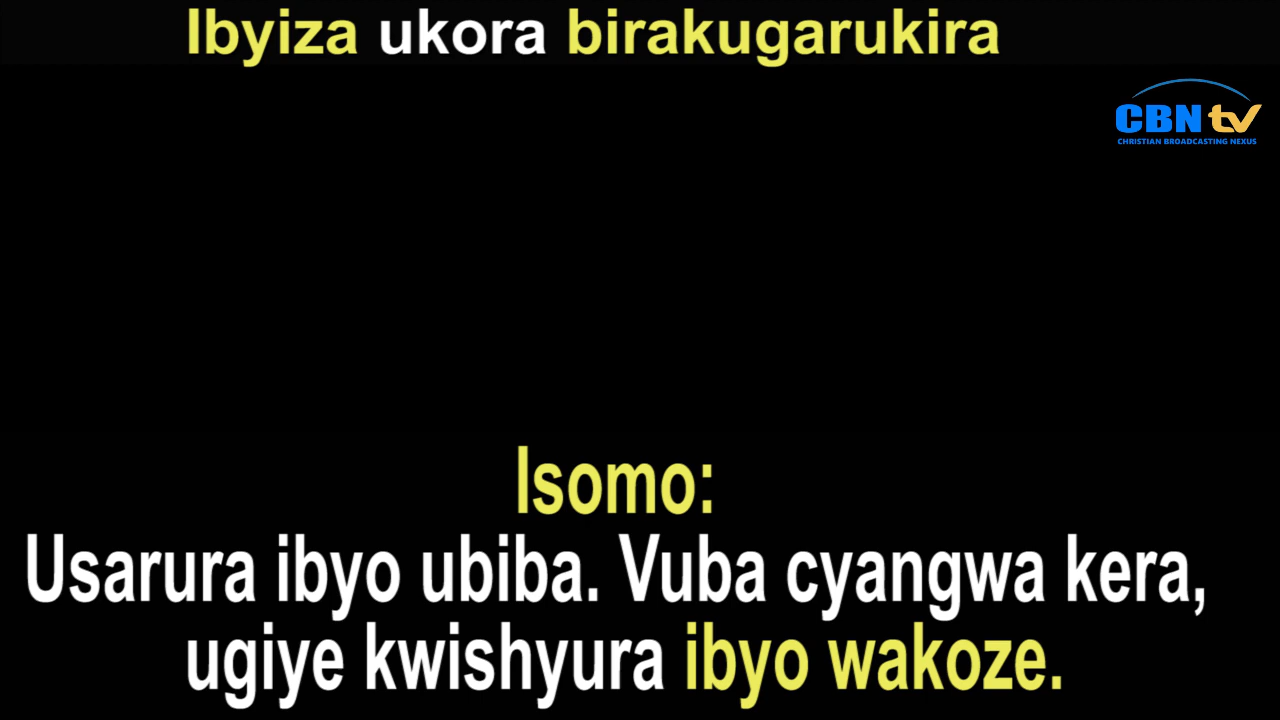 Ibyiza ukora birakugarukira
CBN tv
CHRISTIAN BROADCASTING NEXUS
Isomo:
Usarura ibyo ubiba. Vuba cyangwa kera,
ugiye kwishyura ibyo wakoze.